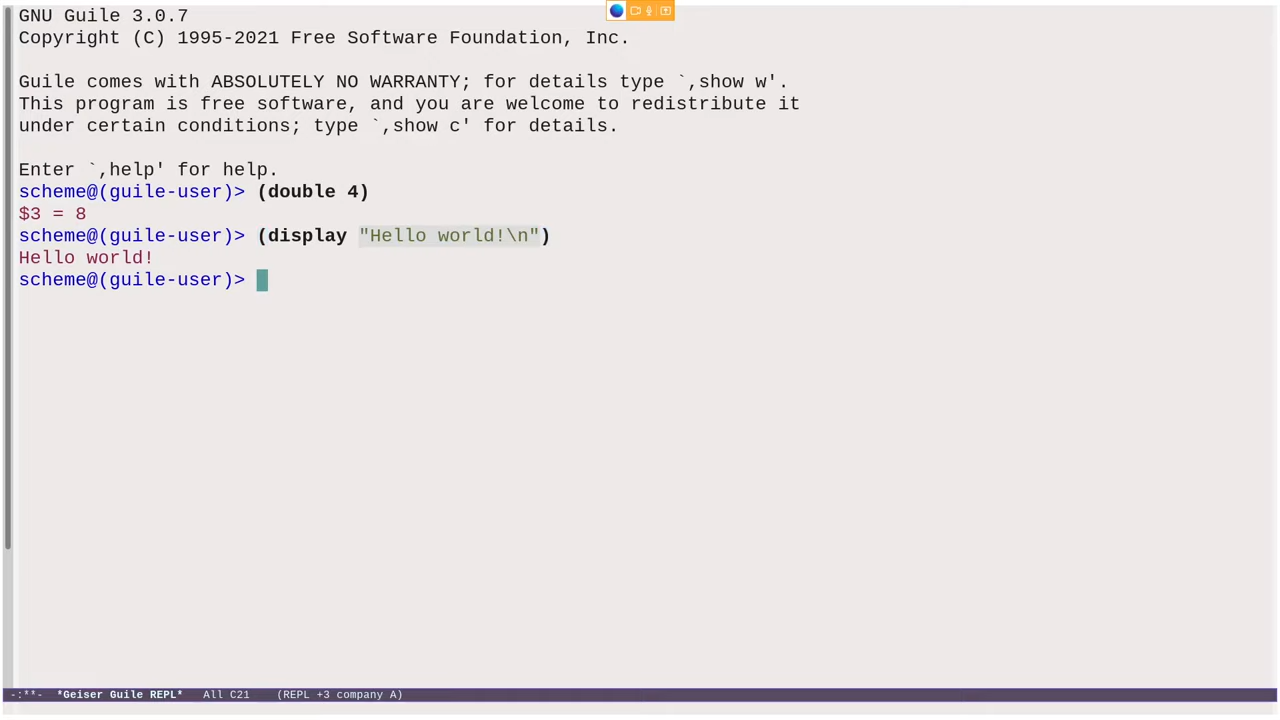 GNU Guile 3.0.7
Copyright (C) 1995-2021 Free Software Foundation, Inc.
Guile comes with ABSOLUTELY NO WARRANTY; for details type `,show w'.
This program is free software, and you are welcome to redistribute it
under certain conditions; type `,show c' for details.
Enter `,help' for help.
scheme@(guile-user)> (double 4)
$3 = 8
scheme@(guile-user)> (display "Hello world!\n")
Hello world!
scheme@(guile-user)>
-:**-  *Geiser Guile REPL*   All C21    (REPL +3 company A)